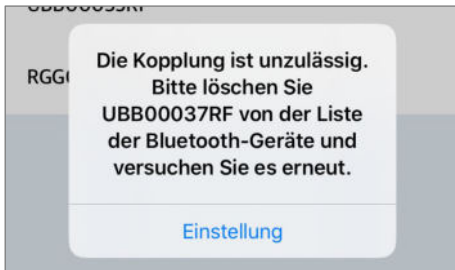 RGG
Die Kopplung ist unzulässig.
Bitte löschen Sie
UBB00037RF von der Liste
der Bluetooth-Geräte und
versuchen Sie es erneut.
Einstellung